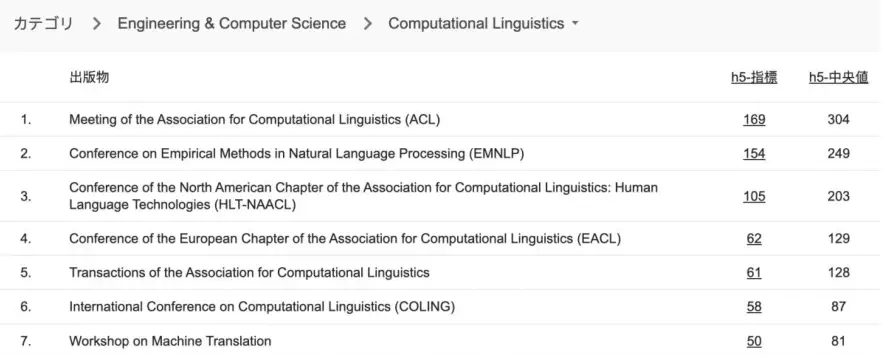 カテゴリ > Engineering & Computer Science > Computational Linguistics
出版物 h5-指標 h5-中央値
1. Meeting of the Association for Computational Linguistics (ACL) 169 304
2. Conference on Empirical Methods in Natural Language Processing (EMNLP) 154 249
3. Conference of the North American Chapter of the Association for Computational Linguistics: Human
Language Technologies (HLT-NAACL) 105 203
4. Conference of the European Chapter of the Association for Computational Linguistics (EACL) 62 129
5. Transactions of the Association for Computational Linguistics 61 128
6. International Conference on Computational Linguistics (COLING) 58 87
7. Workshop on Machine Translation 50 81